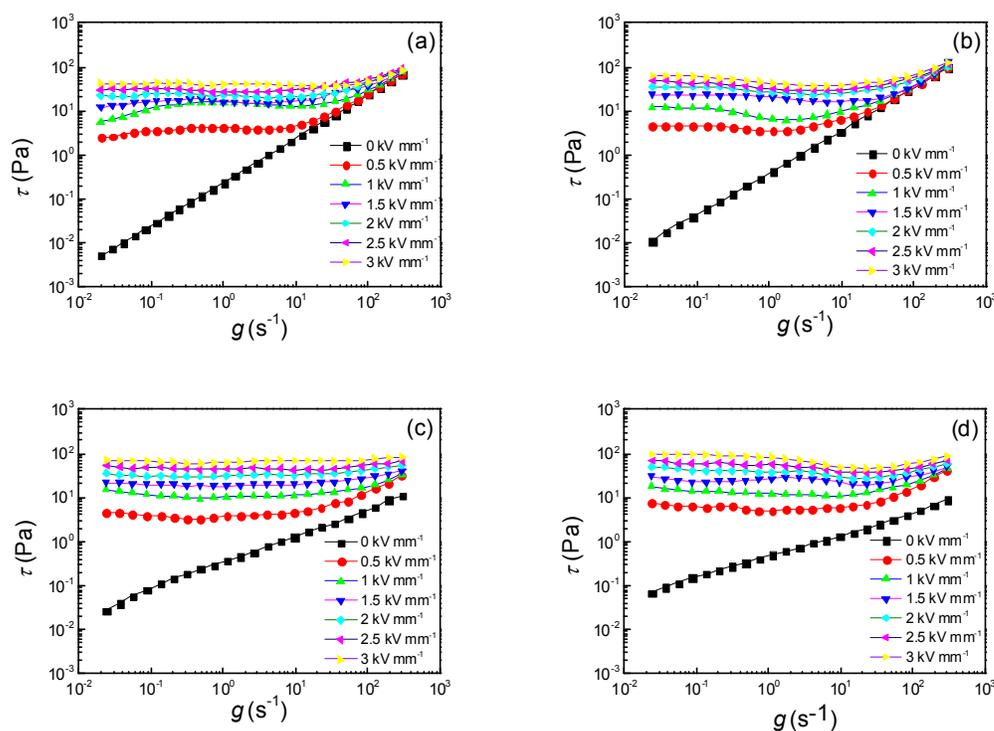 (a)
τ (Pa)
10³
10²
10¹
10⁰
10⁻¹
10⁻²
10⁻³
0 kV mm⁻¹
0.5 kV mm⁻¹
1 kV mm⁻¹
1.5 kV mm⁻¹
2 kV mm⁻¹
2.5 kV mm⁻¹
3 kV mm⁻¹
10⁻² 10⁻¹ 10⁰ 10¹ 10² 10³
g (s⁻¹)
(b)
τ (Pa)
10³
10²
10¹
10⁰
10⁻¹
10⁻²
10⁻³
0 kV mm⁻¹
0.5 kV mm⁻¹
1 kV mm⁻¹
1.5 kV mm⁻¹
2 kV mm⁻¹
2.5 kV mm⁻¹
3 kV mm⁻¹
10⁻² 10⁻¹ 10⁰ 10¹ 10² 10³
g (s⁻¹)
(c)
τ (Pa)
10³
10²
10¹
10⁰
10⁻¹
10⁻²
10⁻³
0 kV mm⁻¹
0.5 kV mm⁻¹
1 kV mm⁻¹
1.5 kV mm⁻¹
2 kV mm⁻¹
2.5 kV mm⁻¹
3 kV mm⁻¹
10⁻² 10⁻¹ 10⁰ 10¹ 10² 10³
g (s⁻¹)
(d)
τ (Pa)
10³
10²
10¹
10⁰
10⁻¹
10⁻²
10⁻³
0 kV mm⁻¹
0.5 kV mm⁻¹
1 kV mm⁻¹
1.5 kV mm⁻¹
2 kV mm⁻¹
2.5 kV mm⁻¹
3 kV mm⁻¹
10⁻² 10⁻¹ 10⁰ 10¹ 10² 10³
g (s⁻¹)